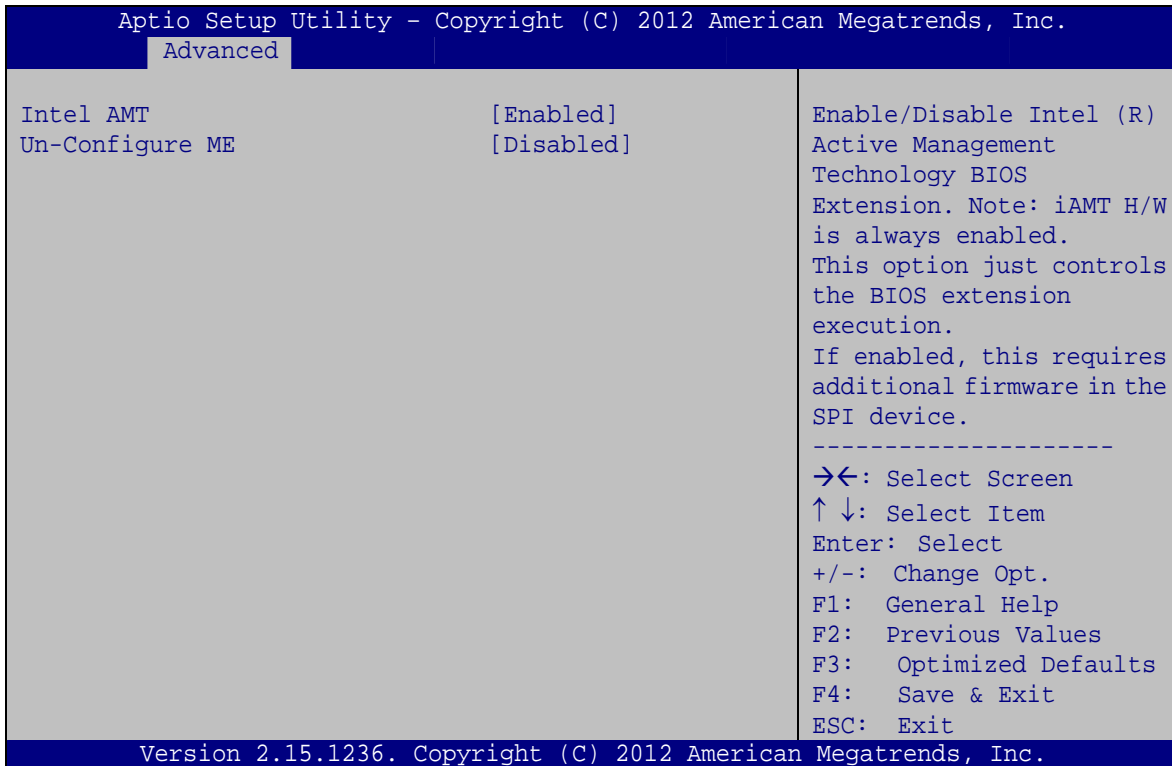 Aptio Setup Utility – Copyright (C) 2012 American Megatrends, Inc.
Advanced
Intel AMT [Enabled]
Un-Configure ME [Disabled]
Enable/Disable Intel (R)
Active Management
Technology BIOS
Extension. Note: iAMT H/W
is always enabled.
This option just controls
the BIOS extension
execution.
If enabled, this requires
additional firmware in the
SPI device.
---------------------
→←: Select Screen
↑ ↓: Select Item
Enter: Select
+/-: Change Opt.
F1: General Help
F2: Previous Values
F3: Optimized Defaults
F4: Save & Exit
ESC: Exit
Version 2.15.1236. Copyright (C) 2012 American Megatrends, Inc.